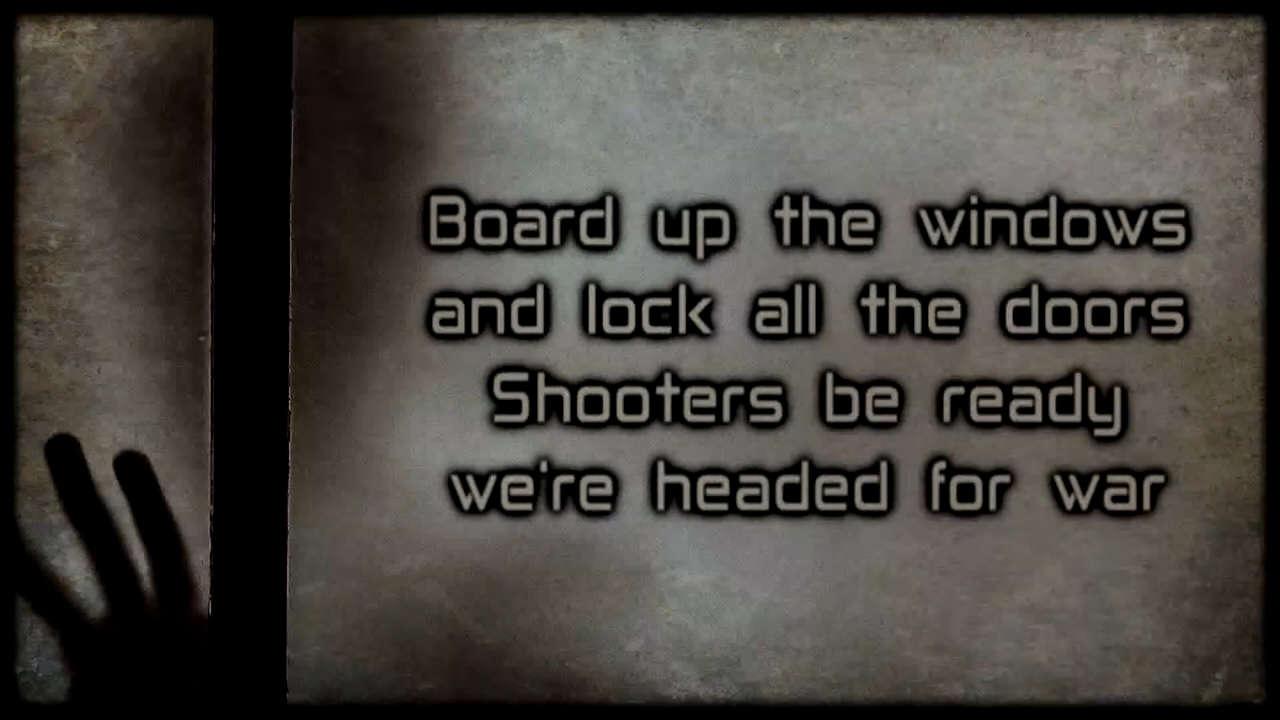 Board up the windows
and lock all the doors
Shooters be ready
we're headed for war